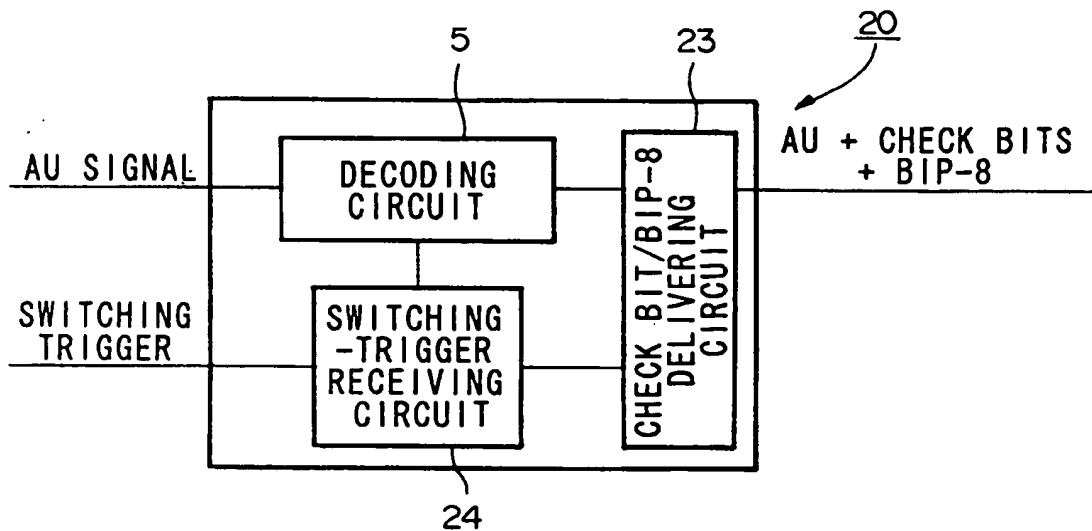 5
23
20
AU SIGNAL
DECODING
CIRCUIT
CHECK BIT/BIP-8
DELIVERING
CIRCUIT
AU + CHECK BITS
+ BIP-8
SWITCHING
TRIGGER
SWITCHING
-TRIGGER
RECEIVING
CIRCUIT
24